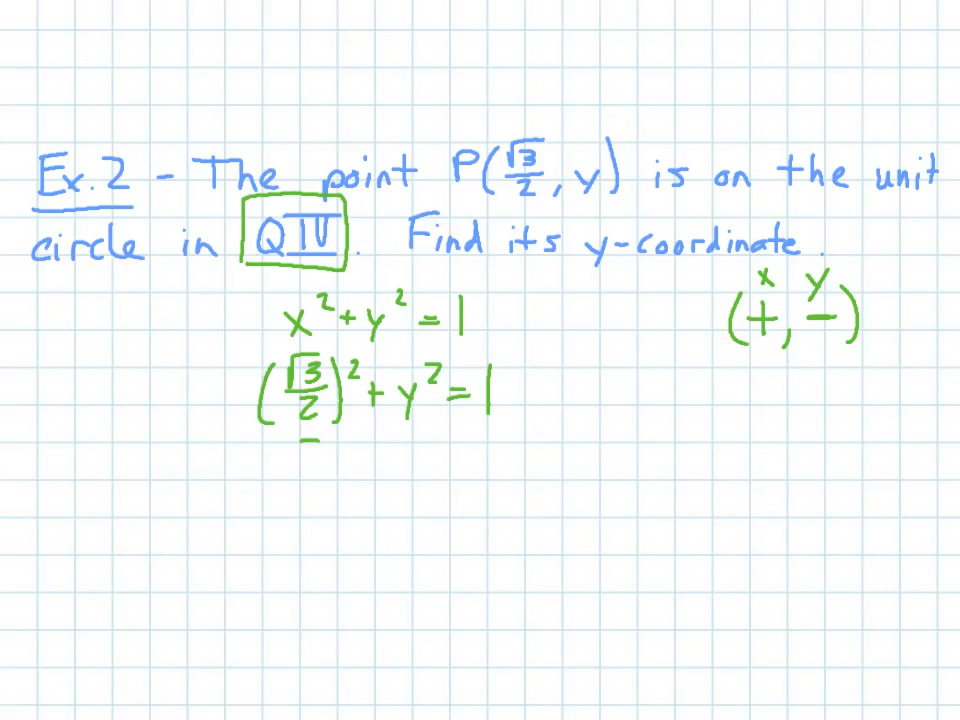 Ex. 2 - The point P(√3/2, y) is on the unit
circle in QIV. Find its y-coordinate.
x y
(+, −)
x² + y² = 1
(√3/2)² + y² = 1